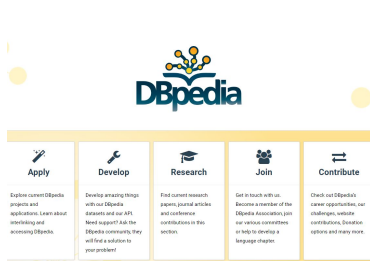 DBpedia
Apply
Explore current DBpedia
projects and
applications. Learn about
interlinking and
accessing DBpedia.
Develop
Develop amazing things
with our DBpedia
datasets and our API.
Need support? Ask the
DBpedia community, they
will find a solution to
your problem!
Research
Find current research
papers, journal articles
and conference
contributions in this
section.
Join
Get in touch with us.
Become a member of the
DBpedia Association, join
our various committees
or help to develop a
language chapter
Contribute
Check out DBpedia's
career opportunities, our
challenges, website
contributions, Donation
options and many more.